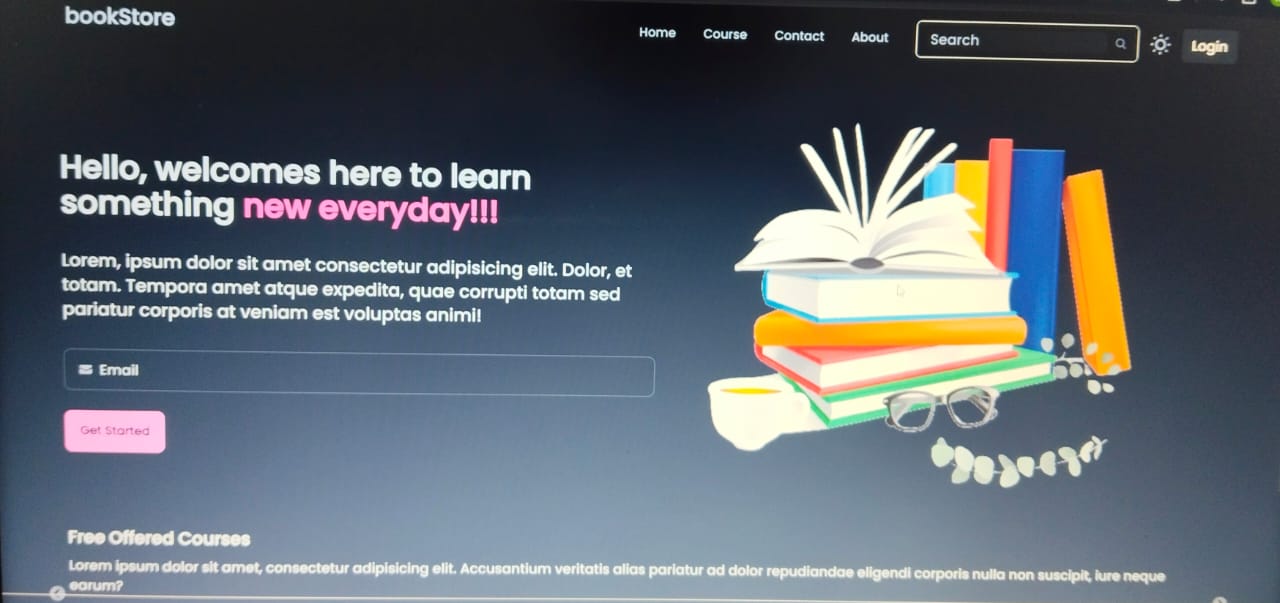 bookStore
Home Course Contact About Search Login
Hello, welcomes here to learn
something new everyday!!!
Lorem, ipsum dolor sit amet consectetur adipisicing elit. Dolor, et
totam. Tempora amet atque expedita, quae corrupti totam sed
pariatur corporis at veniam est voluptas animi!
Email
Get Started
Free Offered Courses
Lorem ipsum dolor sit amet, consectetur adipisicing elit. Accusantium veritatis alias pariatur ad dolor repudiandae eligendi corporis nulla non suscipit, iure neque
earum?